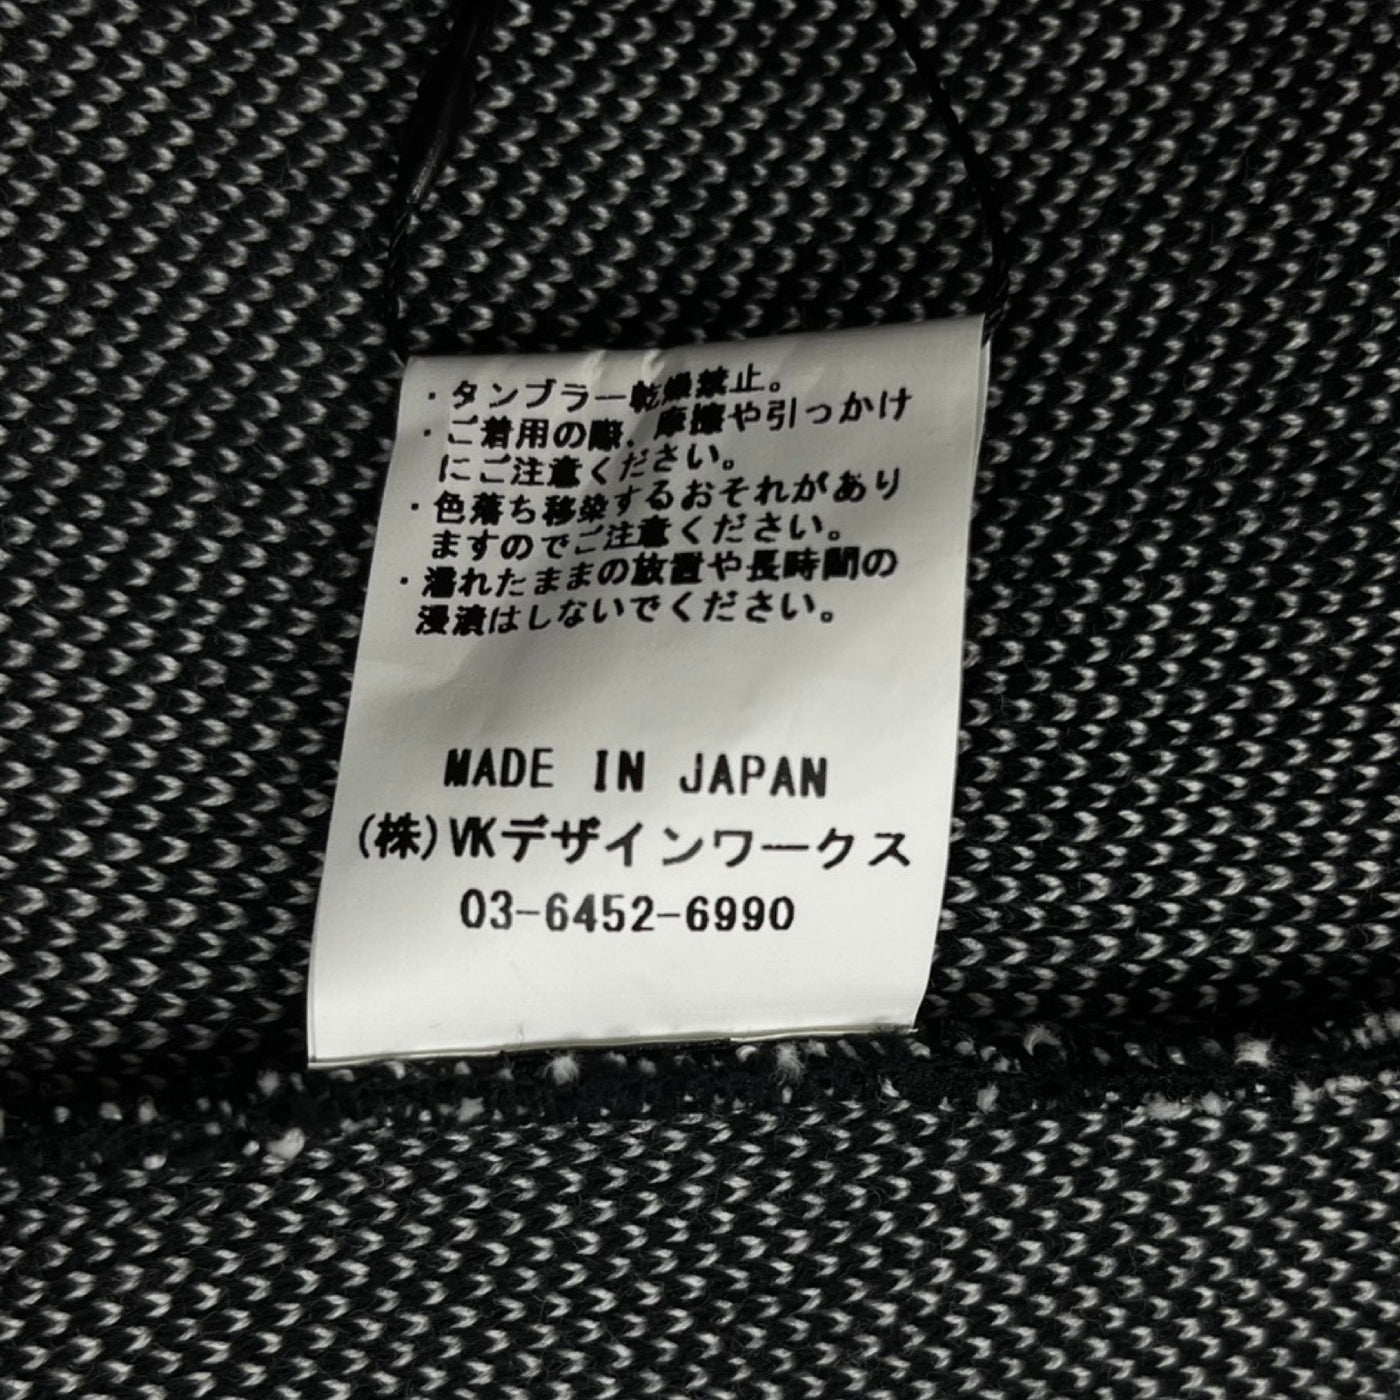 ・タンブラー乾燥禁止。
・ご着用の際、摩擦や引っかけ
にご注意ください。
・色落ち移染するおそれがあり
ますのでご注意ください。
・濡れたままの放置や長時間の
浸漬はしないでください。
MADE IN JAPAN
(株)VKデザインワークス
03-6452-6990